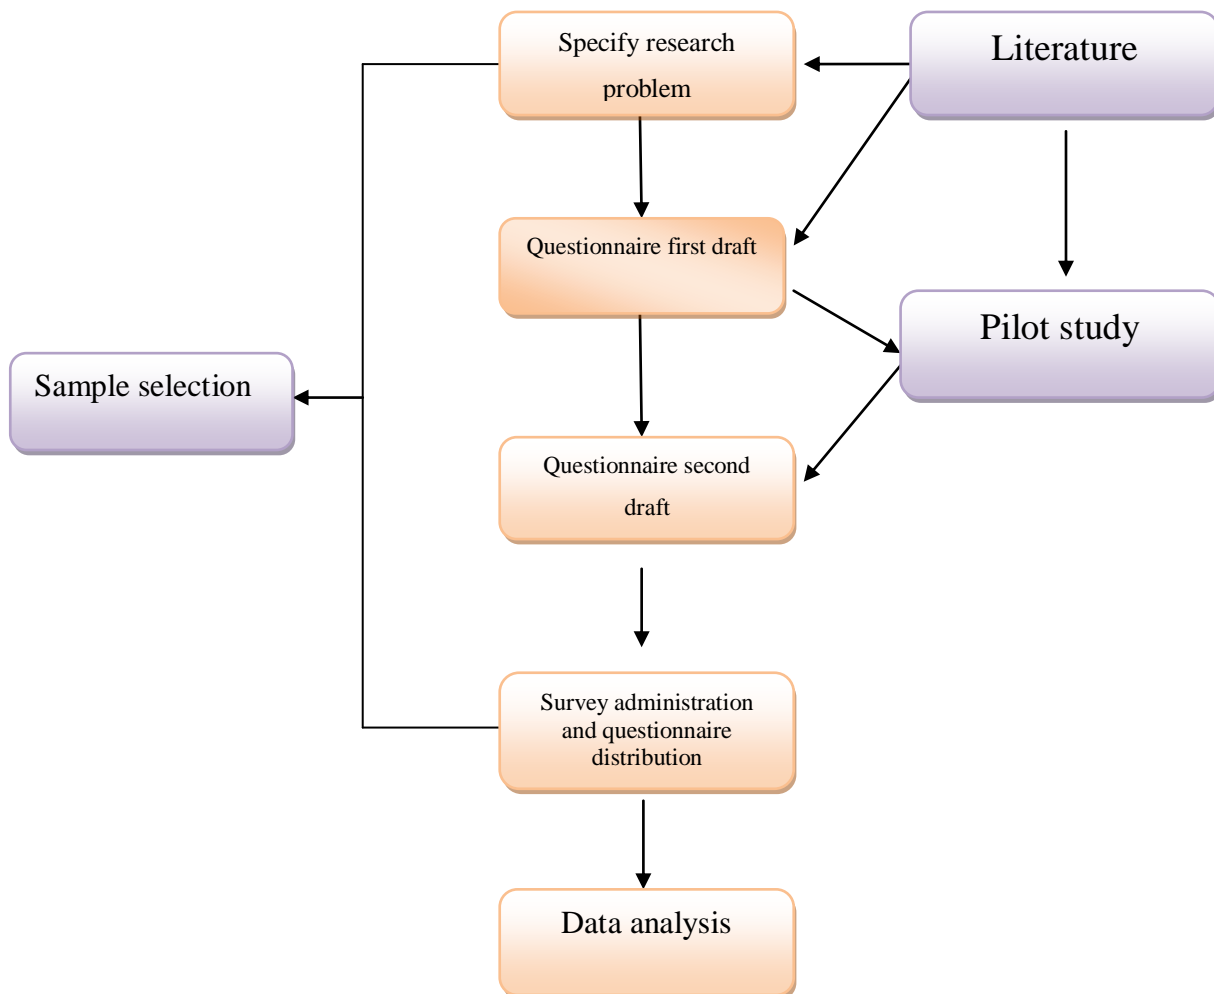 Specify research
problem
Literature
Questionnaire first draft
Pilot study
Sample selection
Questionnaire second
draft
Survey administration
and questionnaire
distribution
Data analysis